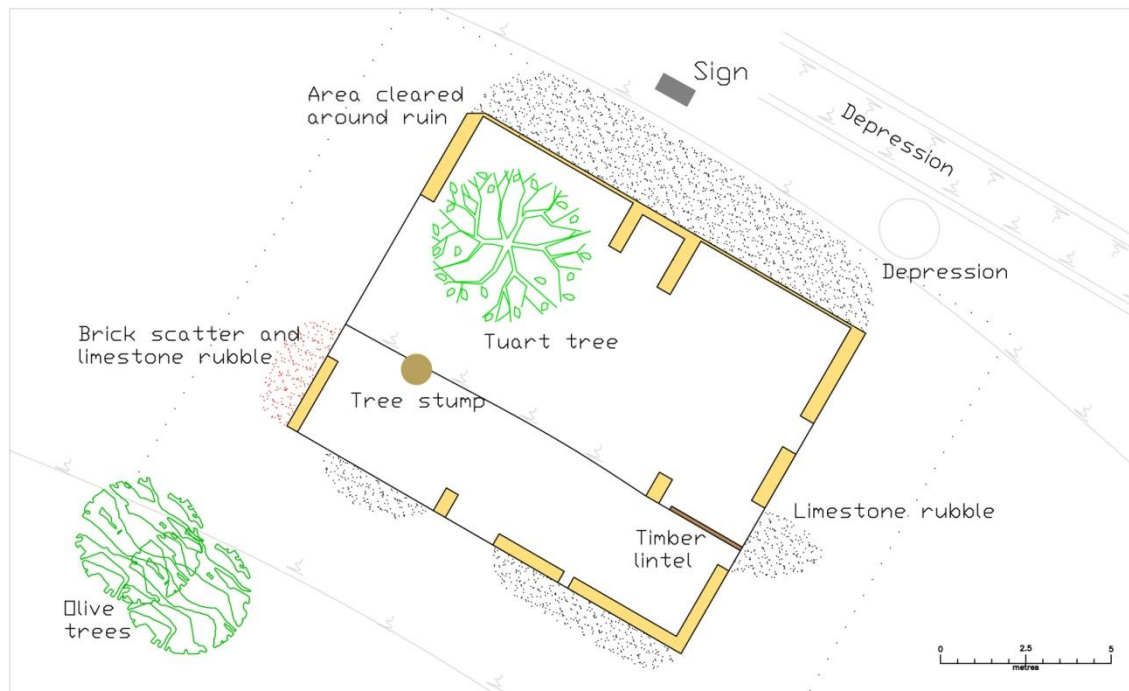 Sign
Area cleared
around ruin
Depression
Depression
Brick scatter and
limestone rubble
Tuart tree
Tree stump
Limestone rubble
Timber
lintel
Olive
trees
0 2.5 5
metres